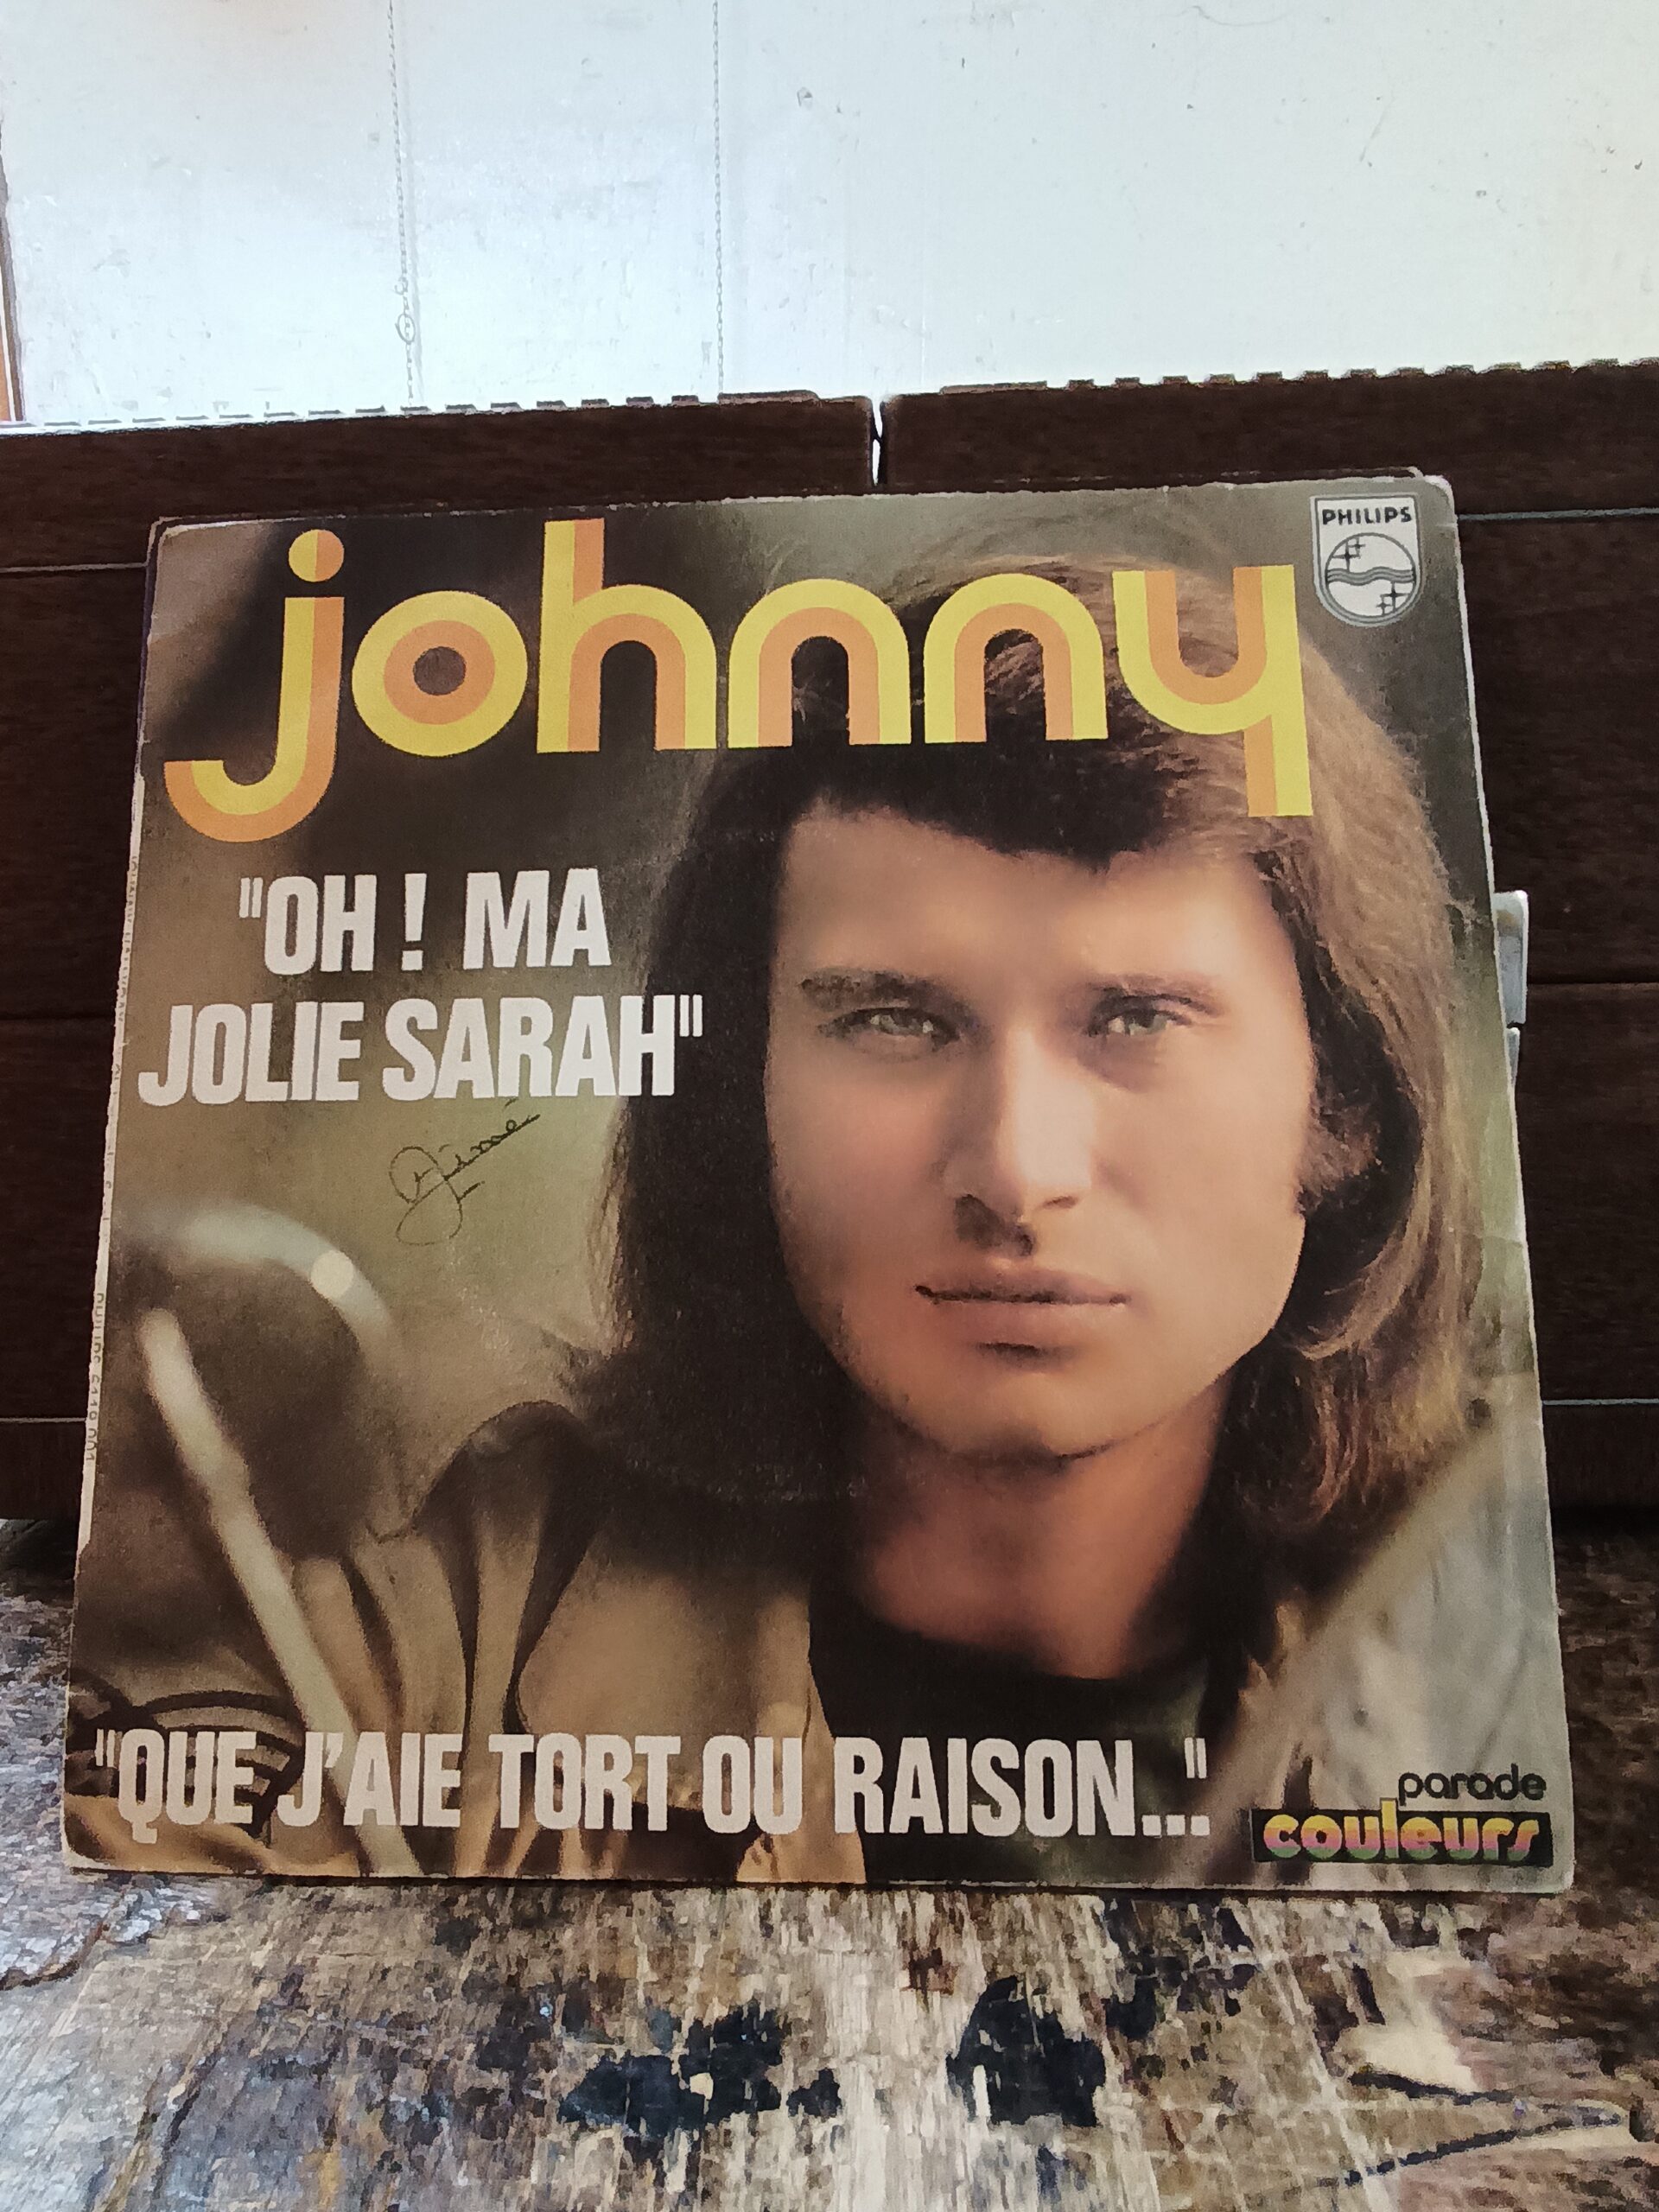 johnny
PHILIPS
"OH ! MA
JOLIE SARAH"
"QUE J'AIE TORT OU RAISON..."
parade
couleurs